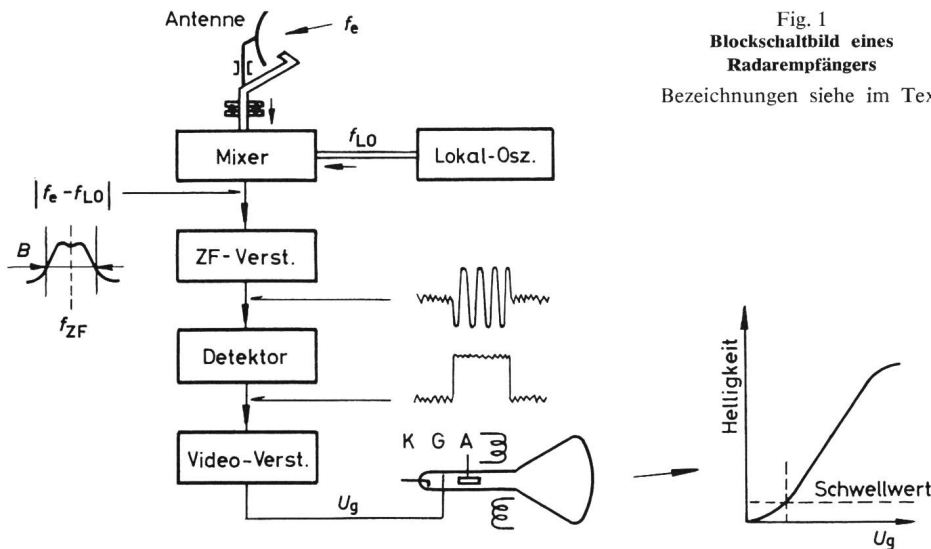 Antenne
fe
Fig. 1
Blockschaltbild eines
Radarempfängers
Bezeichnungen siehe im Tex
fLO
Mixer
Lokal-Osz.
|fe - fLO|
B
ZF-Verst.
fZF
Detektor
Helligkeit
K G A
Video-Verst.
Schwellwert
Ug
Ug